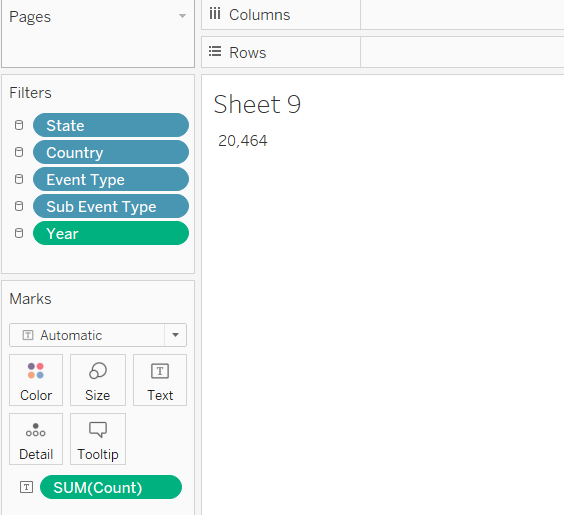 Pages
Columns
Rows
Filters
State
Country
Event Type
Sub Event Type
Year
Sheet 9
20,464
Marks
T Automatic
Color Size T Text
Detail Tooltip
T SUM(Count)